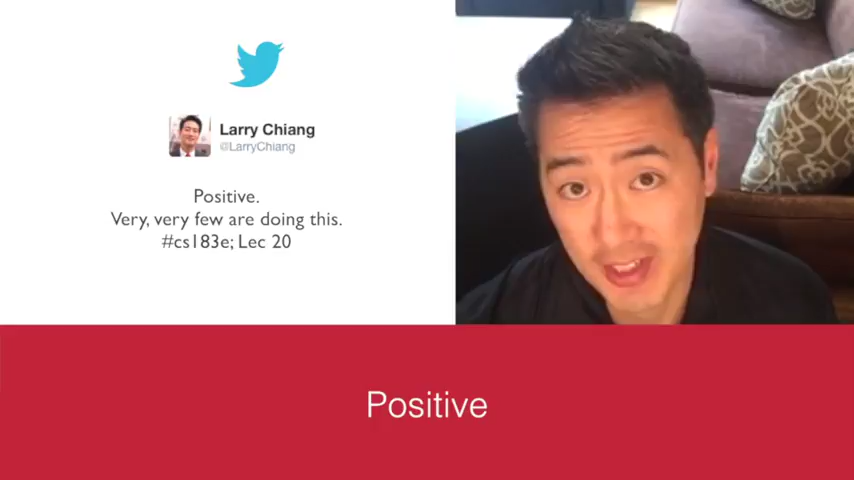 Larry Chiang
@LarryChiang
Positive.
Very, very few are doing this.
#cs183e; Lec 20
Positive